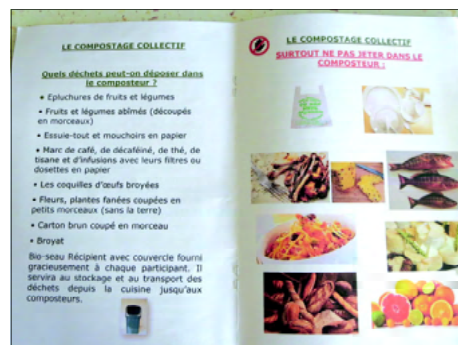 LE COMPOSTAGE COLLECTIF
Quels déchets peut-on déposer dans
le composteur ?
• Epluchures de fruits et légumes
• Fruits et légumes abîmés (découpés
en morceaux)
• Essuie-tout et mouchoirs en papier
• Marc de café, de décaféiné, de thé, de
tisane et d'infusions avec leurs filtres ou
dosettes en papier
• Les coquilles d'œufs broyées
• Fleurs, plantes fanées coupées en
petits morceaux (sans la terre)
• Carton brun coupé en morceau
• Broyat
Bio-seau Récipient avec couvercle fourni
gracieusement à chaque participant. Il
servira au stockage et au transport des
déchets depuis la cuisine jusqu'aux
composteurs.
LE COMPOSTAGE COLLECTIF
SURTOUT NE PAS JETER DANS LE
COMPOSTEUR :